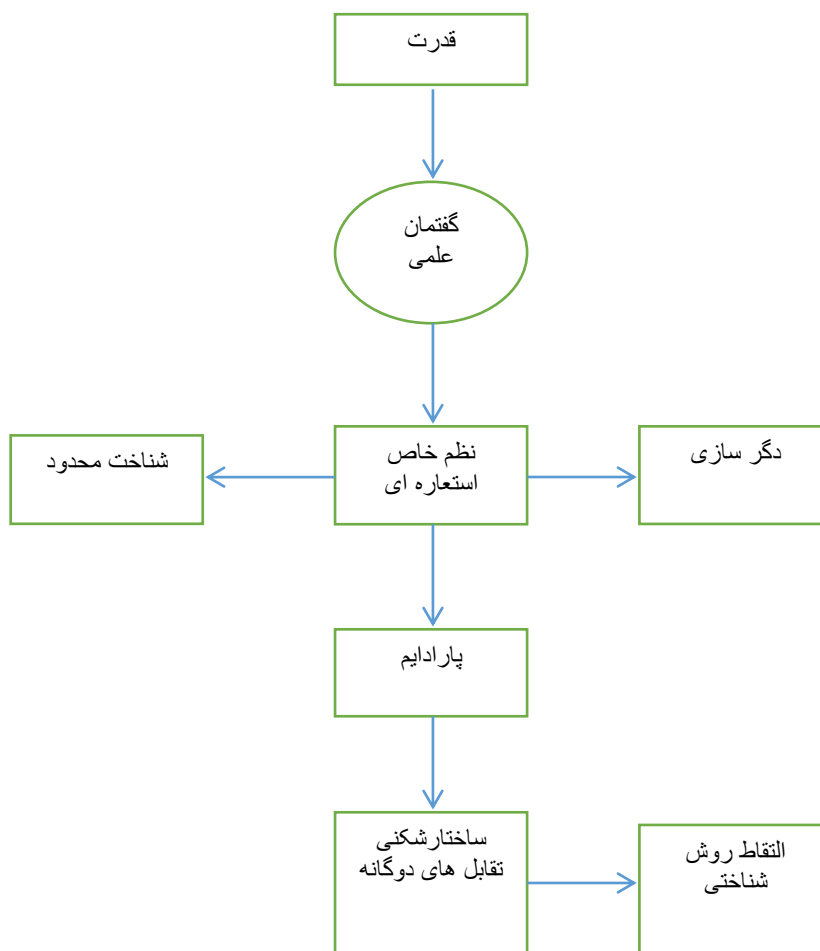 قدرت
گفتمان
علمی
نظم خاص
استعاره ای
دگر سازی
شناخت محدود
پارادایم
ساختارشکنی
تقابل های دوگانه
التقاط روش
شناختی